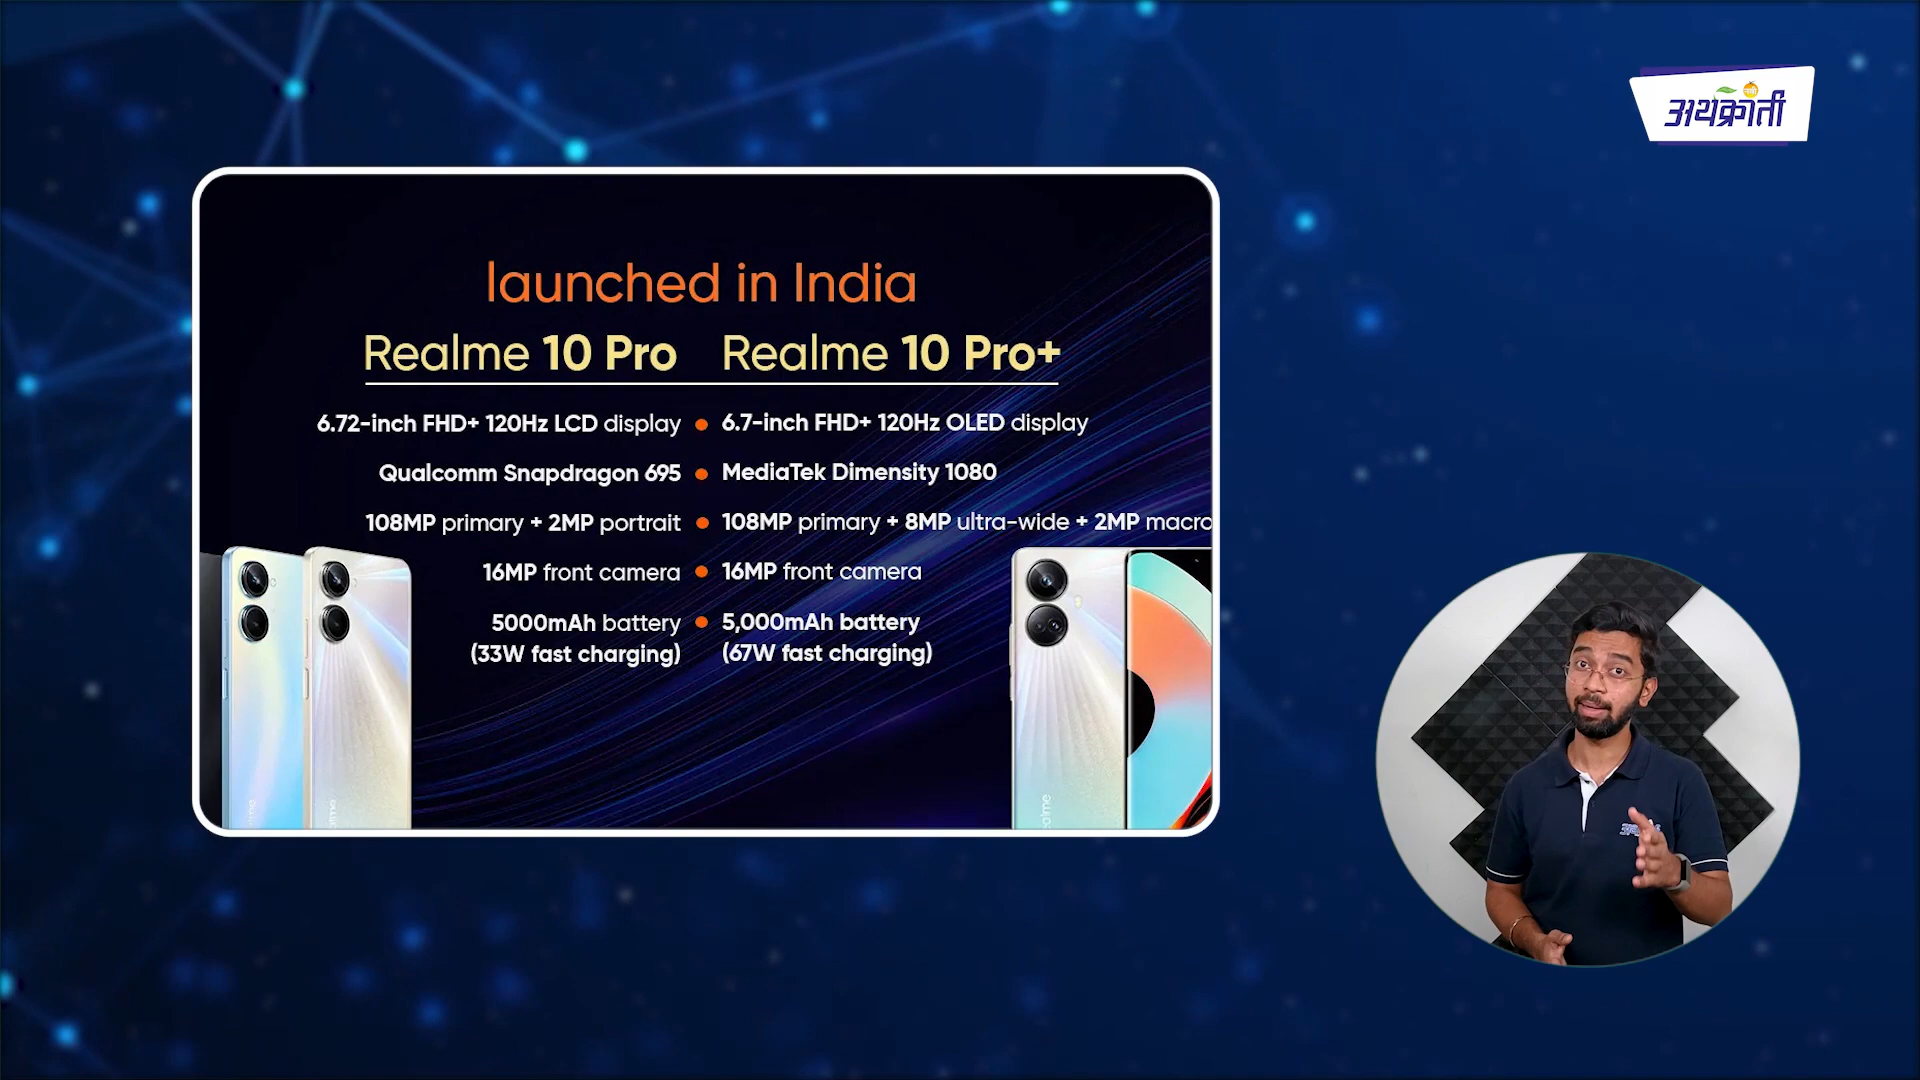 अर्थक्रांती
launched in India
Realme 10 Pro Realme 10 Pro+
6.72-inch FHD+ 120Hz LCD display • 6.7-inch FHD+ 120Hz OLED display
Qualcomm Snapdragon 695 • MediaTek Dimensity 1080
108MP primary + 2MP portrait • 108MP primary + 8MP ultra-wide + 2MP macro
16MP front camera • 16MP front camera
5000mAh battery • 5,000mAh battery
(33W fast charging) (67W fast charging)
realme